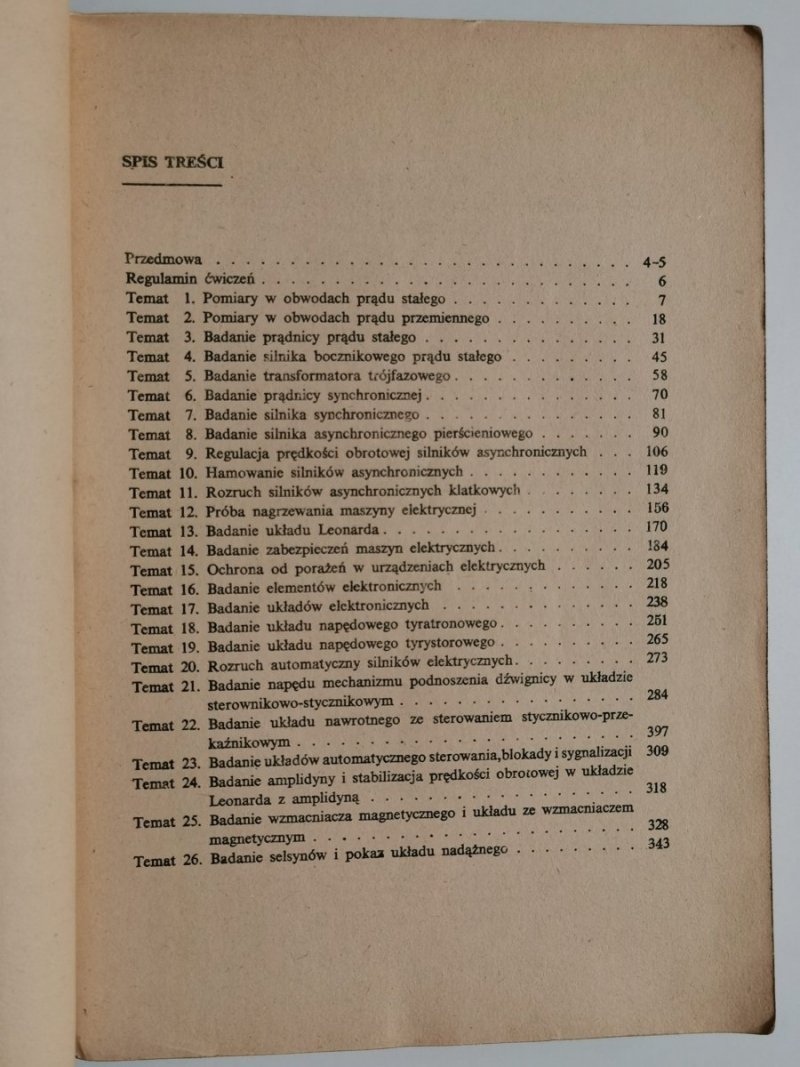 SPIS TREŚCI
Przedmowa . . . . . . . . . . . . . . . . . . . . . . . . 4-5
Regulamin ćwiczeń . . . . . . . . . . . . . . . . . . . . . 6
Temat 1. Pomiary w obwodach prądu stałego . . . . . . . . . . 7
Temat 2. Pomiary w obwodach prądu przemiennego . . . . . . . . . . 18
Temat 3. Badanie prądnicy prądu stałego . . . . . . . . . . . . 31
Temat 4. Badanie silnika bocznikowego prądu stałego . . . . . . . . . 45
Temat 5. Badanie transformatora trójfazowego . . . . . . . . . . . . 58
Temat 6. Badanie prądnicy synchronicznej . . . . . . . . . . . . 70
Temat 7. Badanie silnika synchronicznego . . . . . . . . . . . . 81
Temat 8. Badanie silnika asynchronicznego pierścieniowego . . . . . . . 90
Temat 9. Regulacja prędkości obrotowej silników asynchronicznych . . . 106
Temat 10. Hamowanie silników asynchronicznych . . . . . . . . . . . 119
Temat 11. Rozruch silników asynchronicznych klatkowych . . . . . . . . 134
Temat 12. Próba nagrzewania maszyny elektrycznej . . . . . . . . . . 156
Temat 13. Badanie układu Leonarda . . . . . . . . . . . . . . . . 170
Temat 14. Badanie zabezpieczeń maszyn elektrycznych . . . . . . . . . 184
Temat 15. Ochrona od porażeń w urządzeniach elektrycznych . . . . . . 205
Temat 16. Badanie elementów elektronicznych . . . . . . . . . . . . 218
Temat 17. Badanie układów elektronicznych . . . . . . . . . . . . . 238
Temat 18. Badanie układu napędowego tyratronowego . . . . . . . . . 251
Temat 19. Badanie układu napędowego tyrystorowego . . . . . . . . . 265
Temat 20. Rozruch automatyczny silników elektrycznych . . . . . . . . . 273
Temat 21. Badanie napędu mechanizmu podnoszenia dźwignicy w układzie
sterownikowo-stycznikowym . . . . . . . . . . . . . . . . 284
Temat 22. Badanie układu nawrotnego ze sterowaniem stycznikowo-prze-
kaźnikowym . . . . . . . . . . . . . . . . . . . . . . 397
Temat 23. Badanie układów automatycznego sterowania,blokady i sygnalizacji 309
Temat 24. Badanie amplidyny i stabilizacja prędkości obrotowej w układzie
Leonarda z amplidyną . . . . . . . . . . . . . . . . . . 318
Temat 25. Badanie wzmacniacza magnetycznego i układu ze wzmacniaczem
magnetycznym . . . . . . . . . . . . . . . . . . . . . 328
Temat 26. Badanie selsynów i pokaz układu nadążnego . . . . . . . . . 343